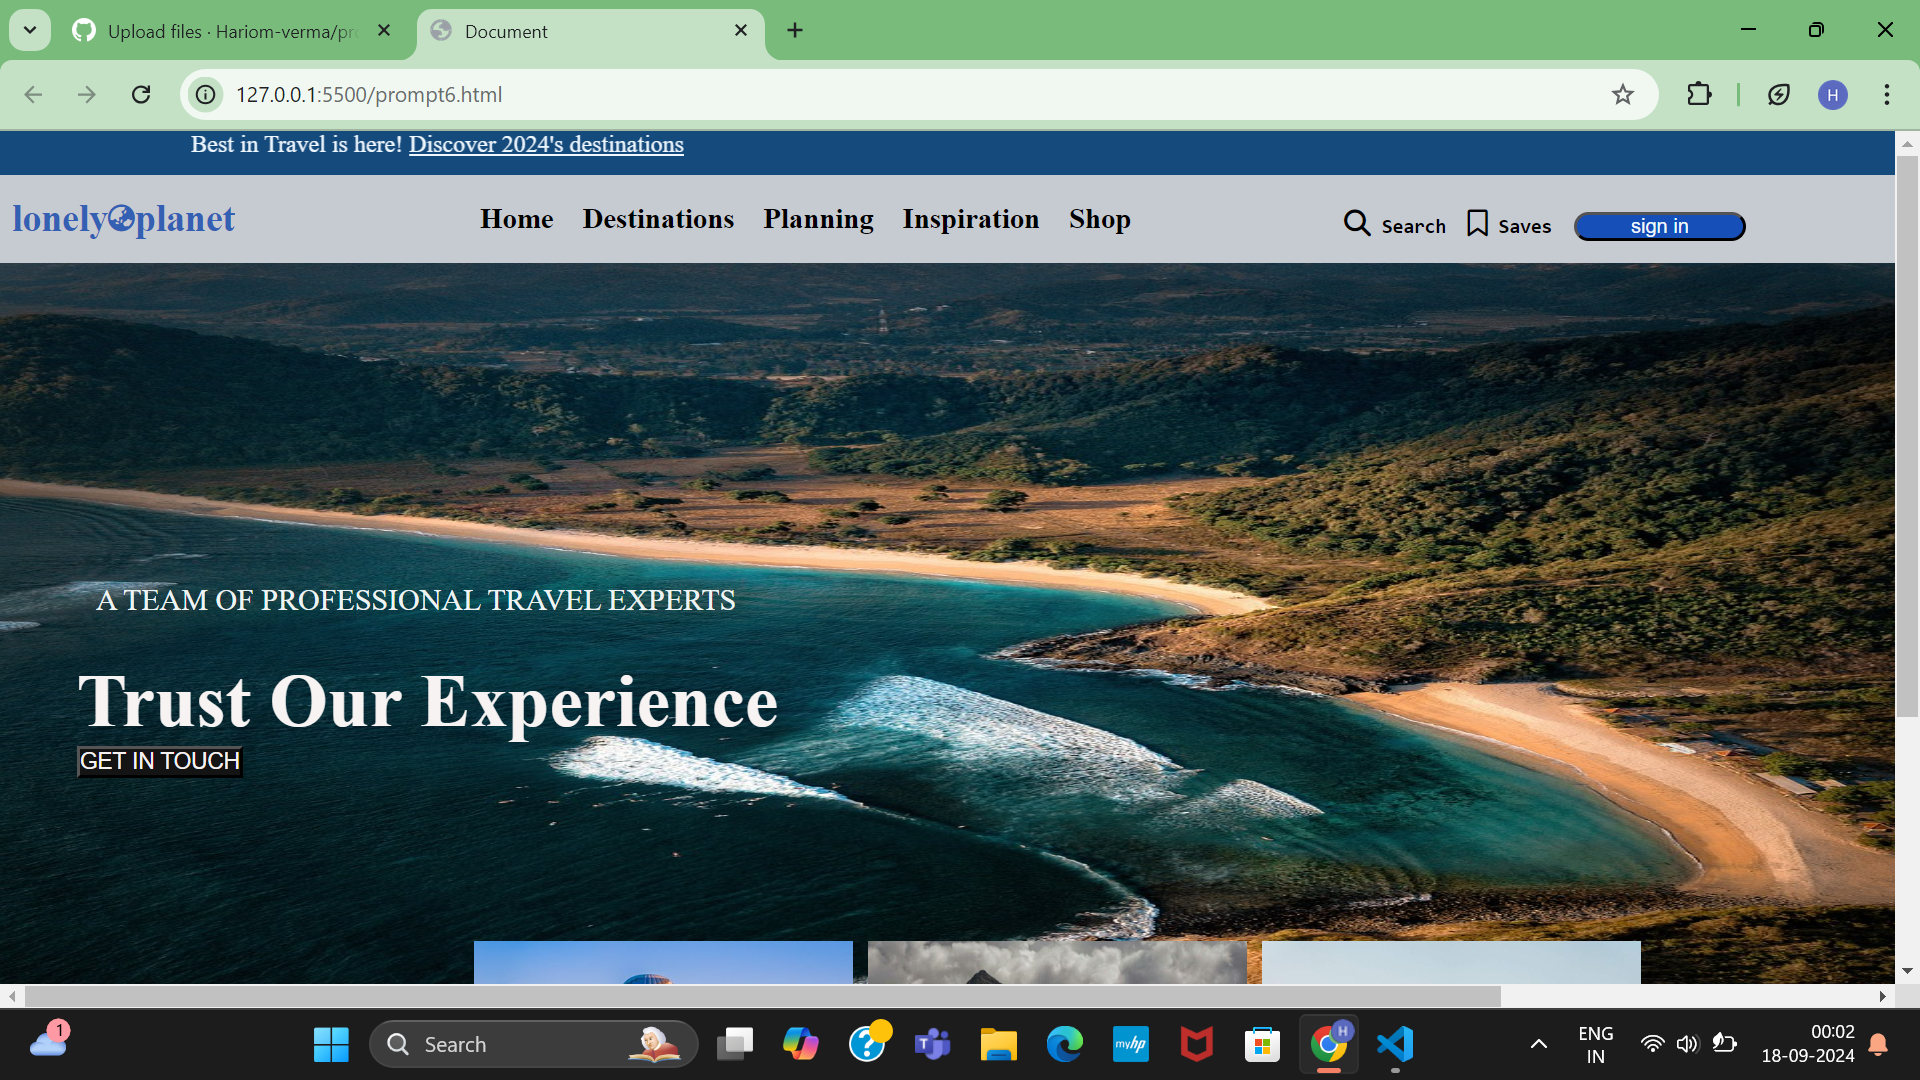 Upload files · Hariom-verma/pr
Document
127.0.0.1:5500/prompt6.html
H
Best in Travel is here! Discover 2024's destinations
lonely planet
Home Destinations Planning Inspiration Shop
Search Saves sign in
A TEAM OF PROFESSIONAL TRAVEL EXPERTS
Trust Our Experience
GET IN TOUCH
1
Search
T
myhp
H
ENG
IN
00:02
18-09-2024